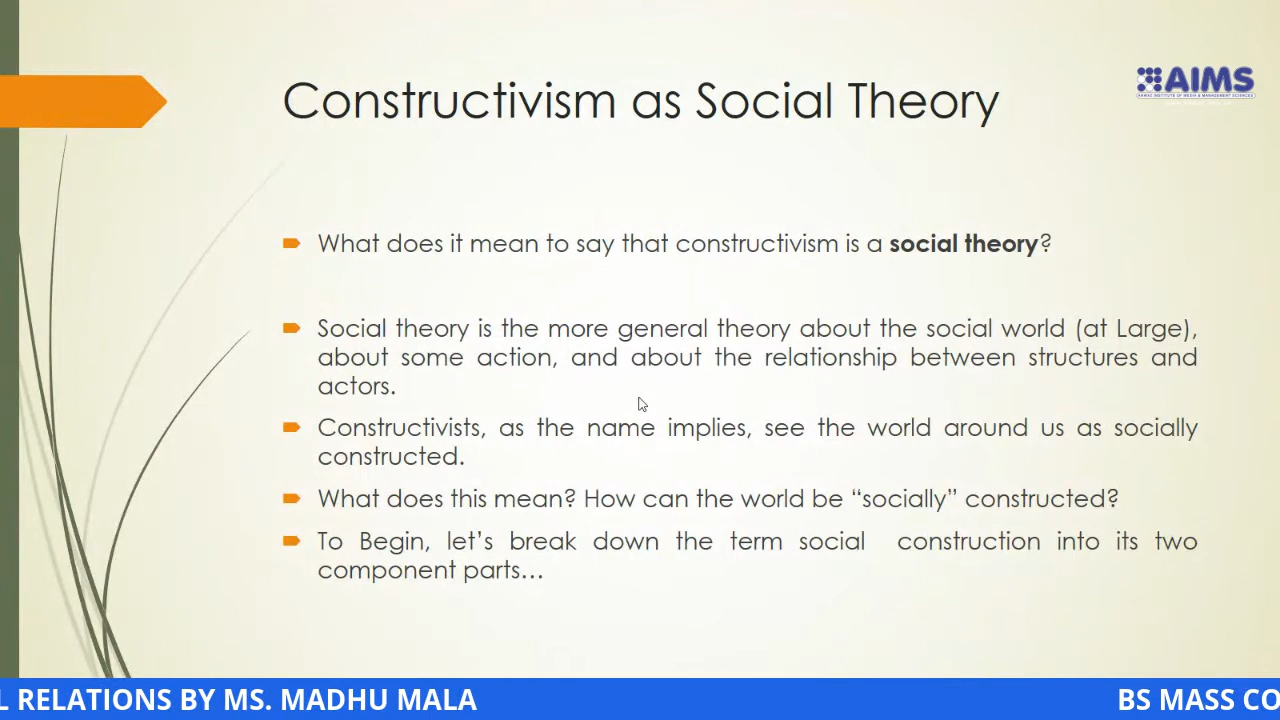 Constructivism as Social Theory
AIMS
What does it mean to say that constructivism is a social theory?
Social theory is the more general theory about the social world (at Large),
about some action, and about the relationship between structures and
actors.
Constructivists, as the name implies, see the world around us as socially
constructed.
What does this mean? How can the world be “socially” constructed?
To Begin, let’s break down the term social construction into its two
component parts…
L RELATIONS BY MS. MADHU MALA
BS MASS CO